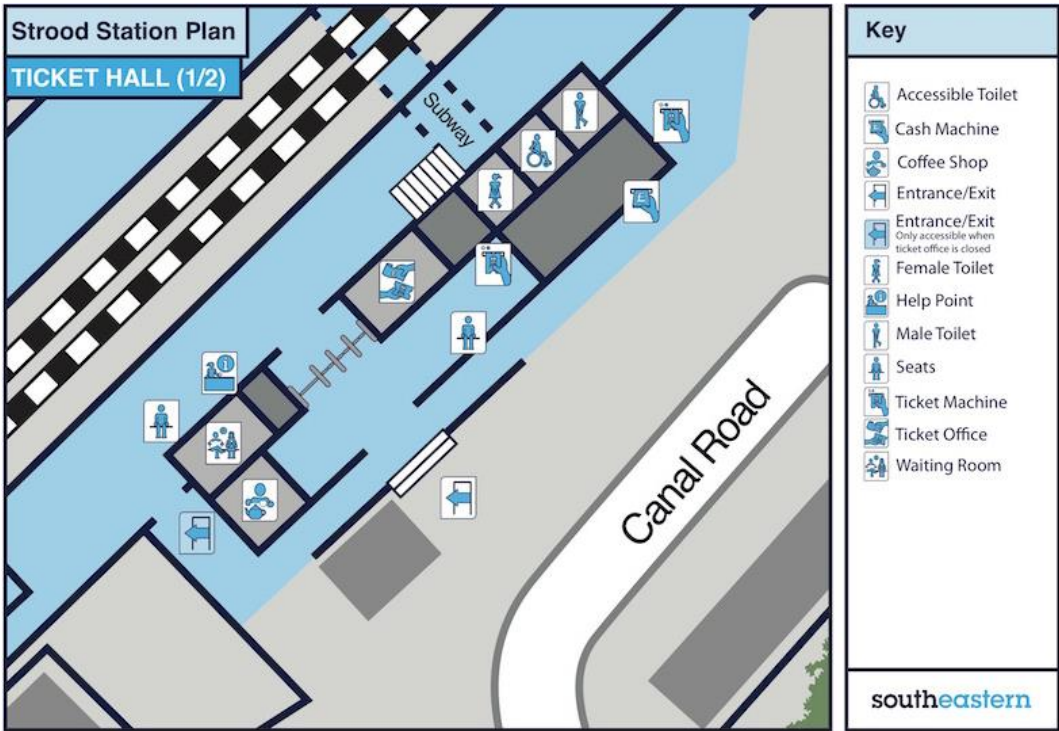 Strood Station Plan
TICKET HALL (1/2)
Subway
Canal Road
Key
Accessible Toilet
Cash Machine
Coffee Shop
Entrance/Exit
Entrance/Exit
Only accessible when
ticket office is closed
Female Toilet
Help Point
Male Toilet
Seats
Ticket Machine
Ticket Office
Waiting Room
southeastern